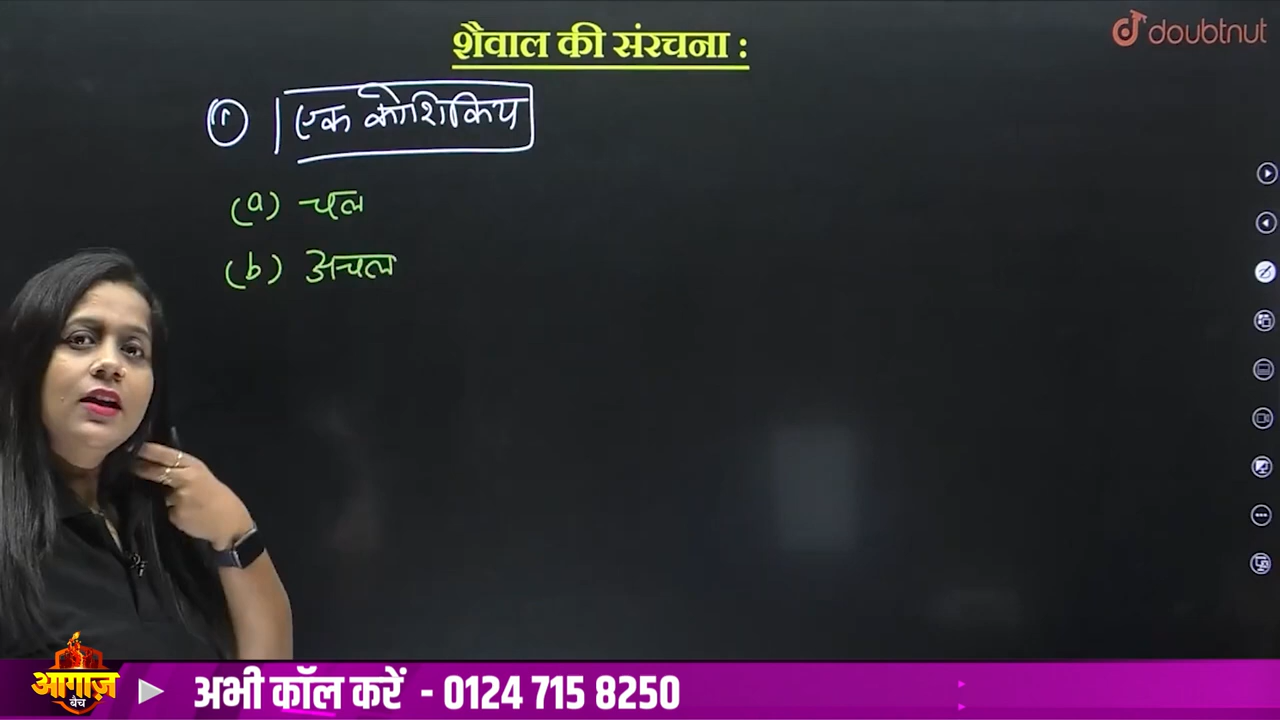 शैवाल की संरचना :
doubtnut
① एक कोशिकिय
(a) चल
(b) अचल
आगाज़
बैच
अभी कॉल करें - 0124 715 8250